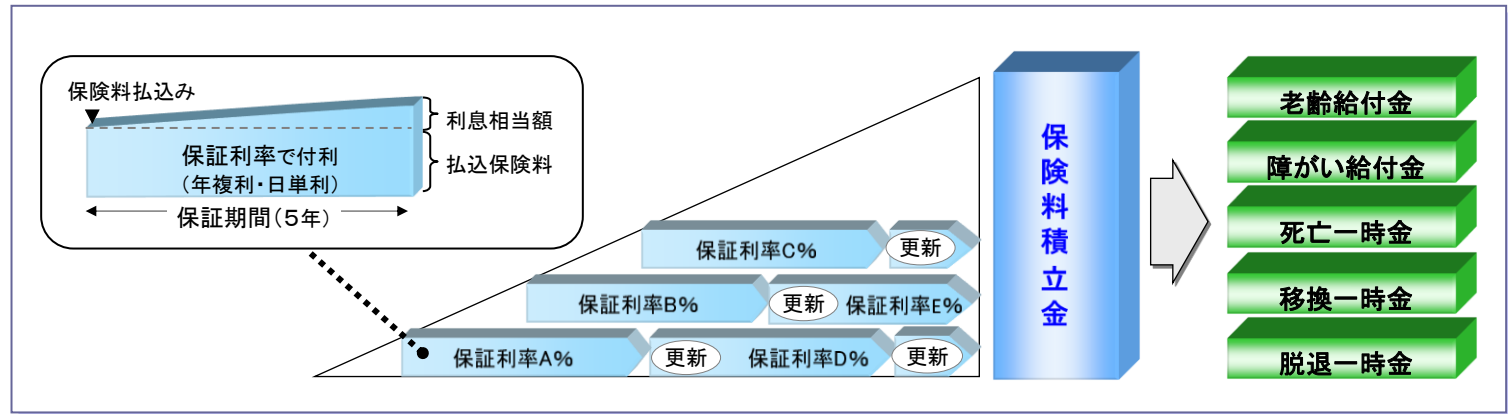 保険料払込み
利息相当額
保証利率で付利
(年複利・日単利)
払込保険料
保証期間(5年)
保証利率C%
更新
保証利率B%
更新
保証利率E%
保証利率A%
更新
保証利率D%
更新
保険料積立金
老齢給付金
障がい給付金
死亡一時金
移換一時金
脱退一時金